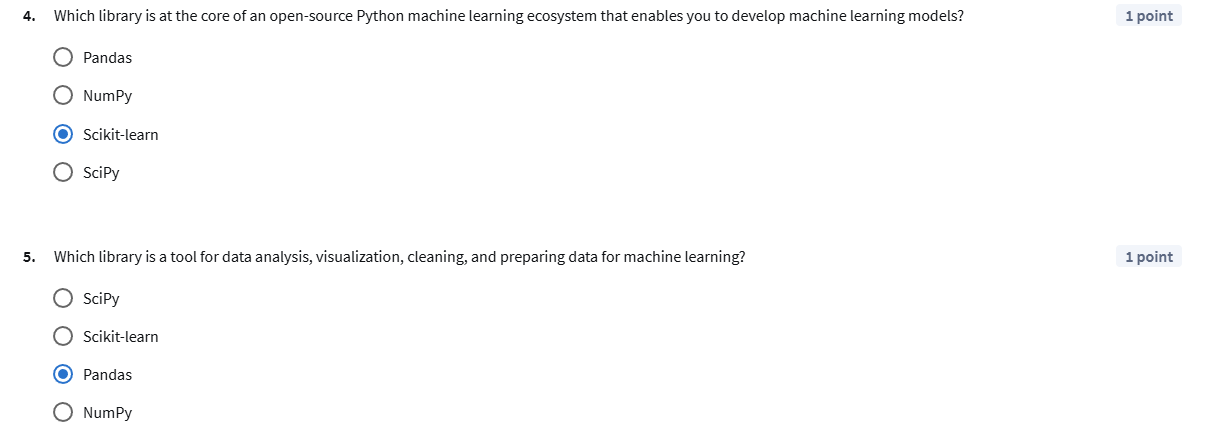 4. Which library is at the core of an open-source Python machine learning ecosystem that enables you to develop machine learning models? 1 point
Pandas
NumPy
Scikit-learn
SciPy
5. Which library is a tool for data analysis, visualization, cleaning, and preparing data for machine learning? 1 point
SciPy
Scikit-learn
Pandas
NumPy